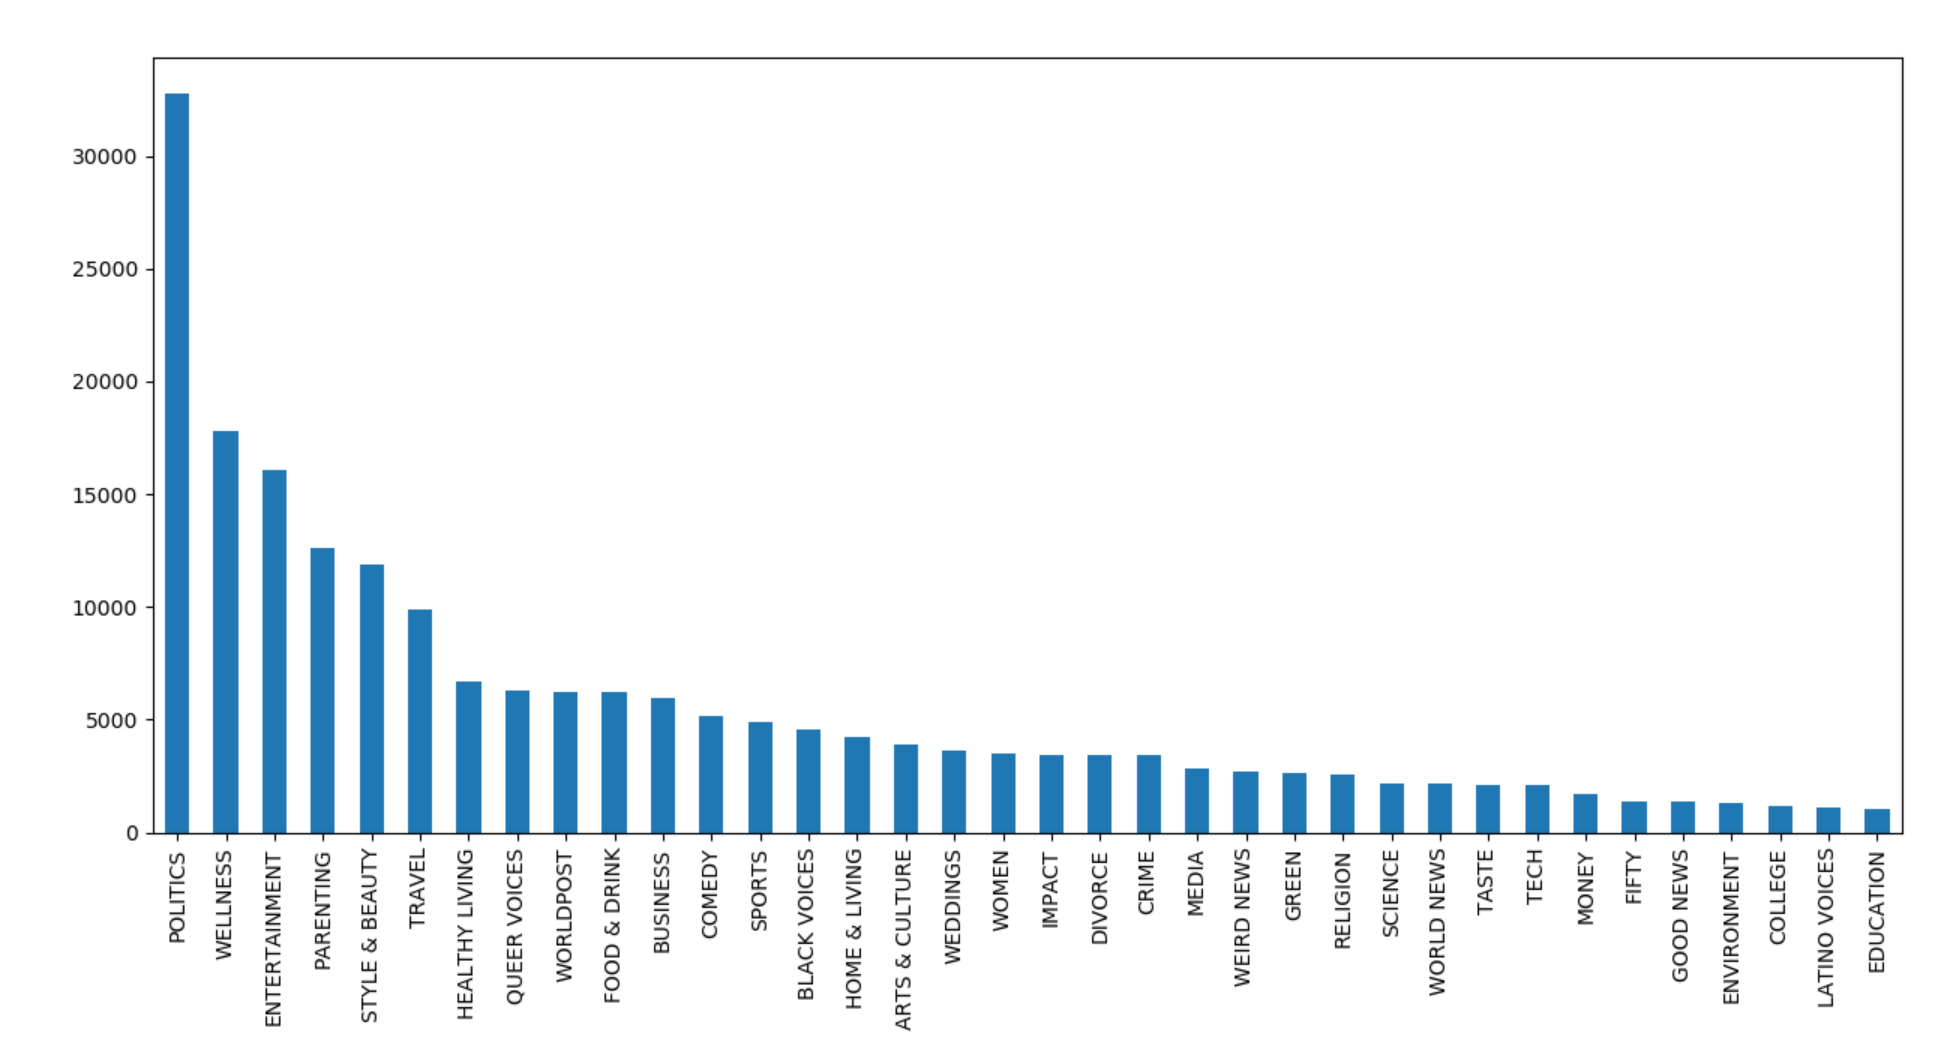 30000
25000
20000
15000
10000
5000
0
POLITICS
WELLNESS
ENTERTAINMENT
PARENTING
STYLE & BEAUTY
TRAVEL
HEALTHY LIVING
QUEER VOICES
WORLDPOST
FOOD & DRINK
BUSINESS
COMEDY
SPORTS
BLACK VOICES
HOME & LIVING
ARTS & CULTURE
WEDDINGS
WOMEN
IMPACT
DIVORCE
CRIME
MEDIA
WEIRD NEWS
GREEN
RELIGION
SCIENCE
WORLD NEWS
TASTE
TECH
MONEY
FIFTY
GOOD NEWS
ENVIRONMENT
COLLEGE
LATINO VOICES
EDUCATION